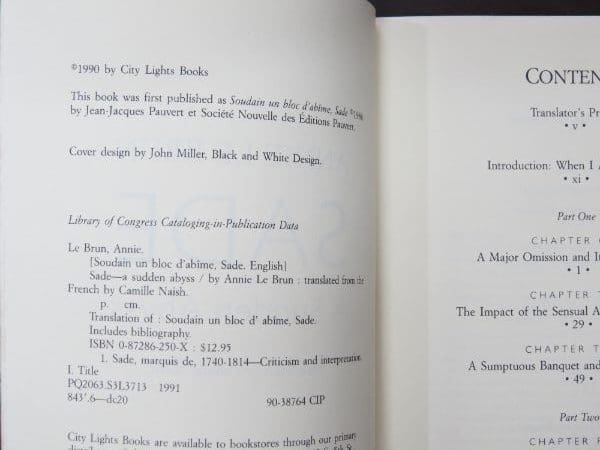 ©1990 by City Lights Books
This book was first published as Soudain un bloc d'abîme, Sade
by Jean-Jacques Pauvert et Société Nouvelle des Éditions Pauvert.
Cover design by John Miller, Black and White Design.
Library of Congress Cataloging-in-Publication Data
Le Brun, Annie.
[Soudain un bloc d'abîme, Sade. English]
Sade—a sudden abyss / by Annie Le Brun : translated from the
French by Camille Naish.
p. cm.
Translation of : Soudain un bloc d' abîme, Sade.
Includes bibliography.
ISBN 0-87286-250-X : $12.95
1. Sade, marquis de, 1740-1814—Criticism and interpretation.
I. Title
PQ2063.S3L3713 1991
843'.6—dc20 90-38764 CIP
City Lights Books are available to bookstores through our primary
CONTEN
Translator's Pr
• v •
Introduction: When I A
• xi •
Part One
CHAPTER
A Major Omission and I
• 1 •
CHAPTER T
The Impact of the Sensual A
• 29 •
CHAPTER T
A Sumptuous Banquet and
• 49 •
Part Two
CHAPTER